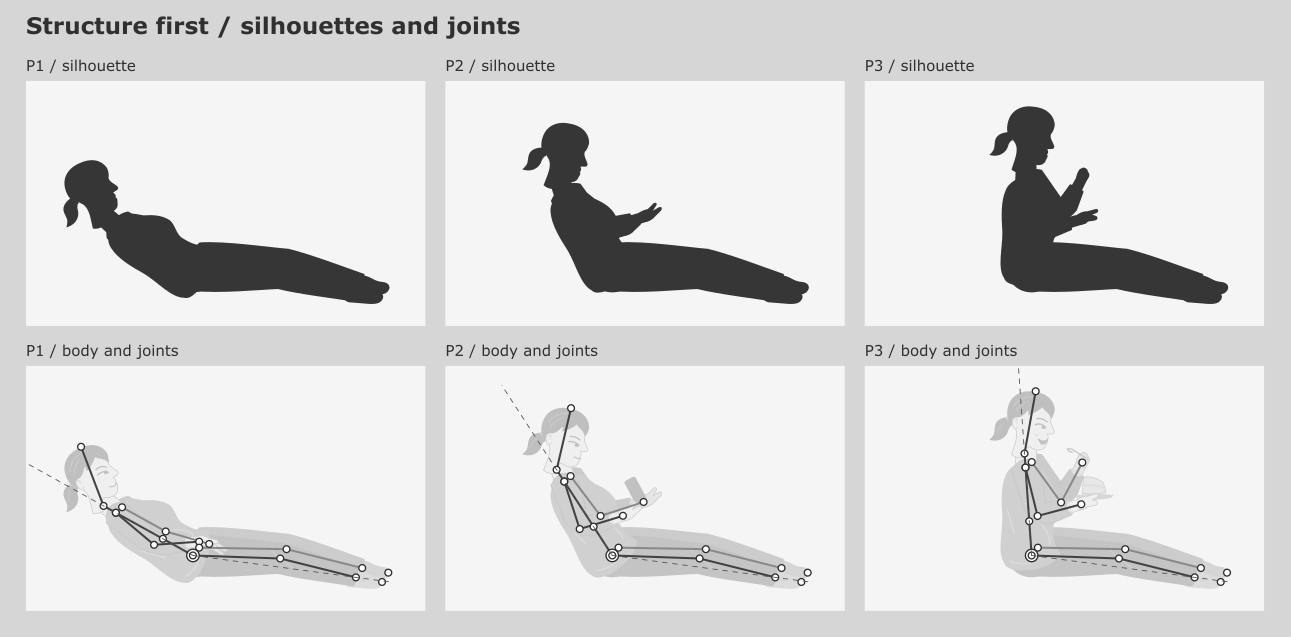 Structure first / silhouettes and joints
P1 / silhouette
P2 / silhouette
P3 / silhouette
P1 / body and joints
P2 / body and joints
P3 / body and joints